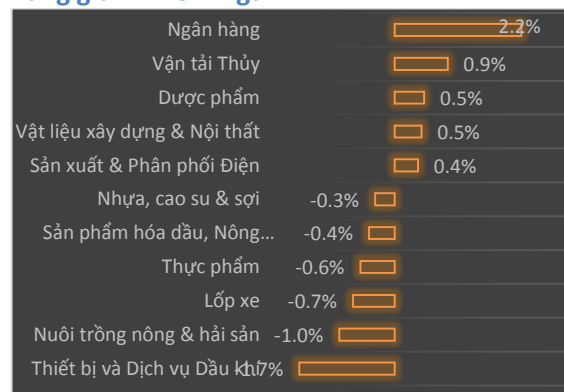 Ngân hàng 2.2%
Vận tải Thủy 0.9%
Dược phẩm 0.5%
Vật liệu xây dựng & Nội thất 0.5%
Sản xuất & Phân phối Điện 0.4%
Nhựa, cao su & sợi -0.3%
Sản phẩm hóa dầu, Nông... -0.4%
Thực phẩm -0.6%
Lốp xe -0.7%
Nuôi trồng nông & hải sản -1.0%
Thiết bị và Dịch vụ Dầu khí -1.7%